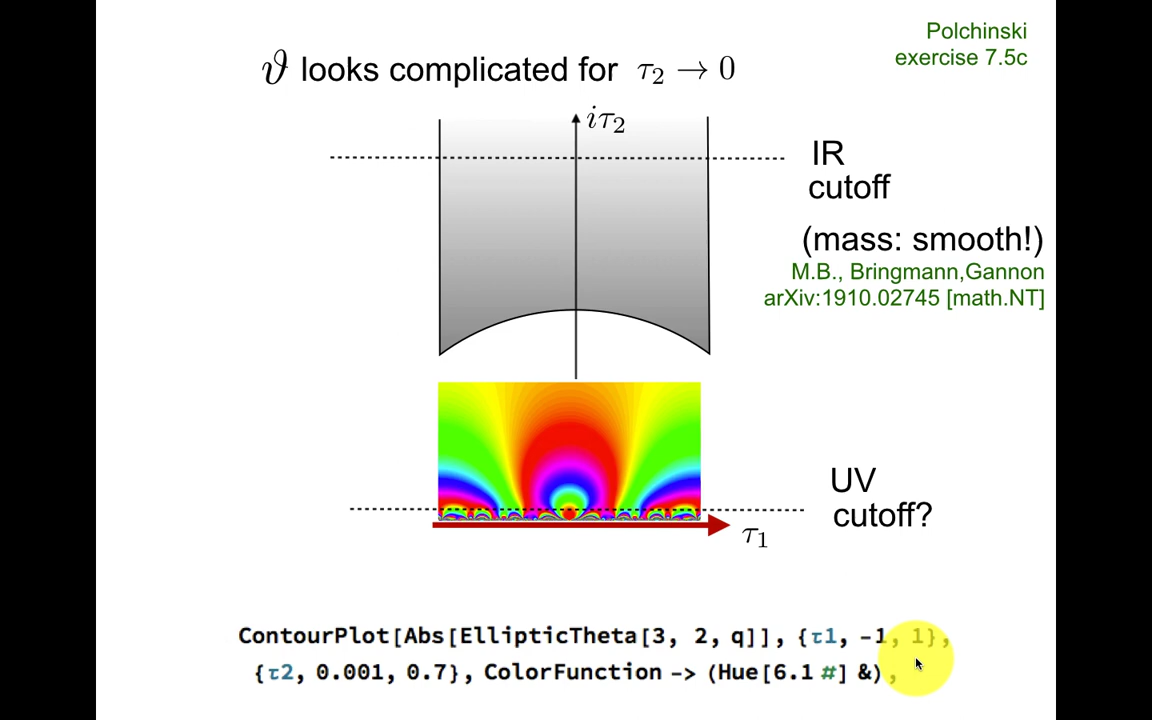 Polchinski
exercise 7.5c
ϑ looks complicated for τ₂ → 0
iτ₂
IR
cutoff
(mass: smooth!)
M.B., Bringmann,Gannon
arXiv:1910.02745 [math.NT]
UV
cutoff?
τ₁
ContourPlot[Abs[EllipticTheta[3, 2, q]], {τ1, -1, 1},
{τ2, 0.001, 0.7}, ColorFunction -> (Hue[6.1 #] &),